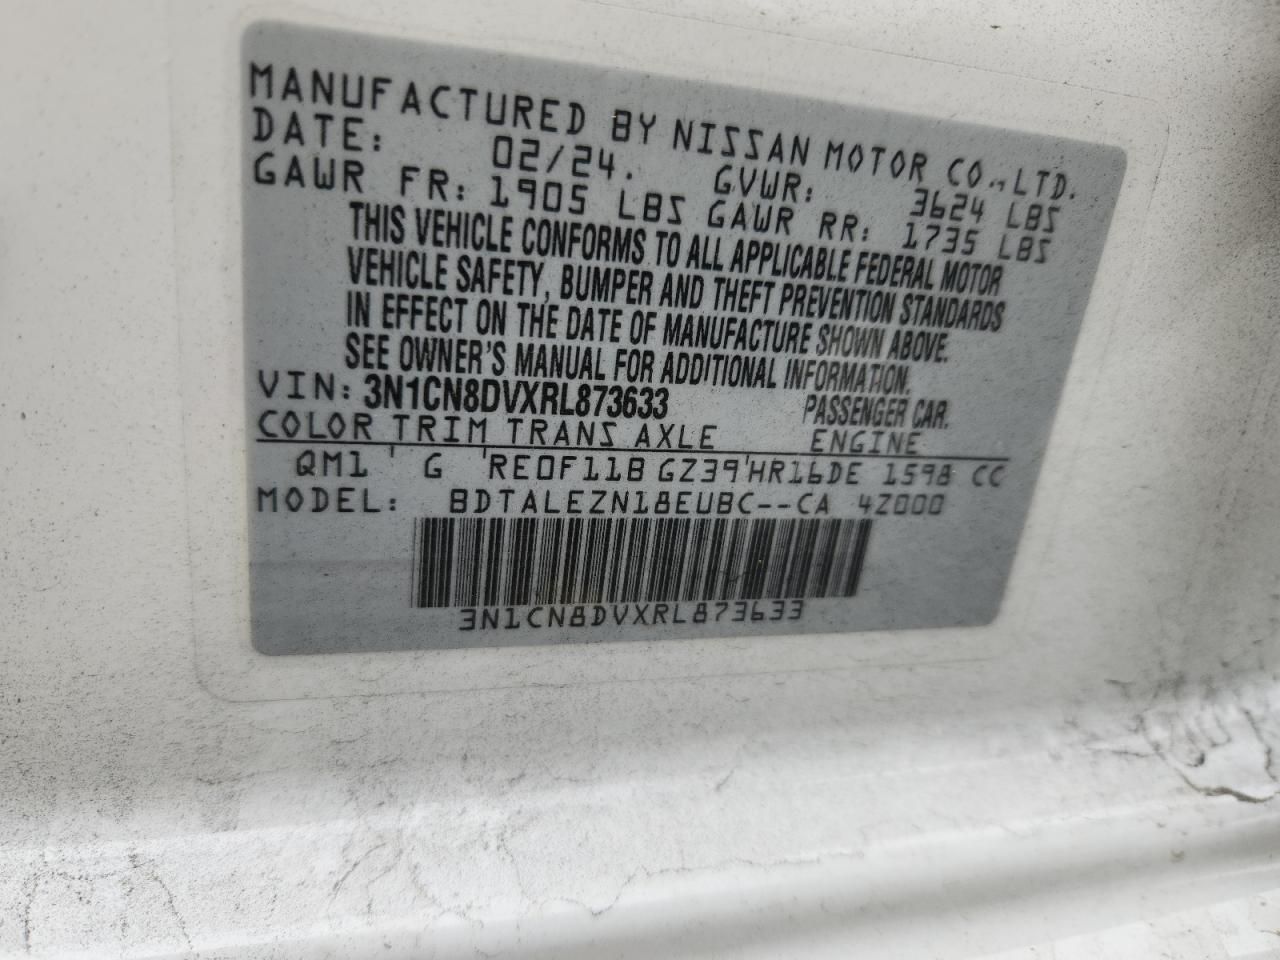 MANUFACTURED BY NISSAN MOTOR CO.,LTD.
DATE: 02/24. GVWR: 3624 LBS
GAWR FR: 1905 LBS GAWR RR: 1735 LBS
THIS VEHICLE CONFORMS TO ALL APPLICABLE FEDERAL MOTOR
VEHICLE SAFETY, BUMPER AND THEFT PREVENTION STANDARDS
IN EFFECT ON THE DATE OF MANUFACTURE SHOWN ABOVE.
SEE OWNER'S MANUAL FOR ADDITIONAL INFORMATION.
VIN: 3N1CN8DVXRL873633 PASSENGER CAR.
COLOR TRIM TRANS AXLE ENGINE
QM1 ' G 'RE0F11B GZ39'HR16DE 1598 CC
MODEL: BDTALEZN18EUBC--CA 4Z000
3N1CN8DVXRL873633